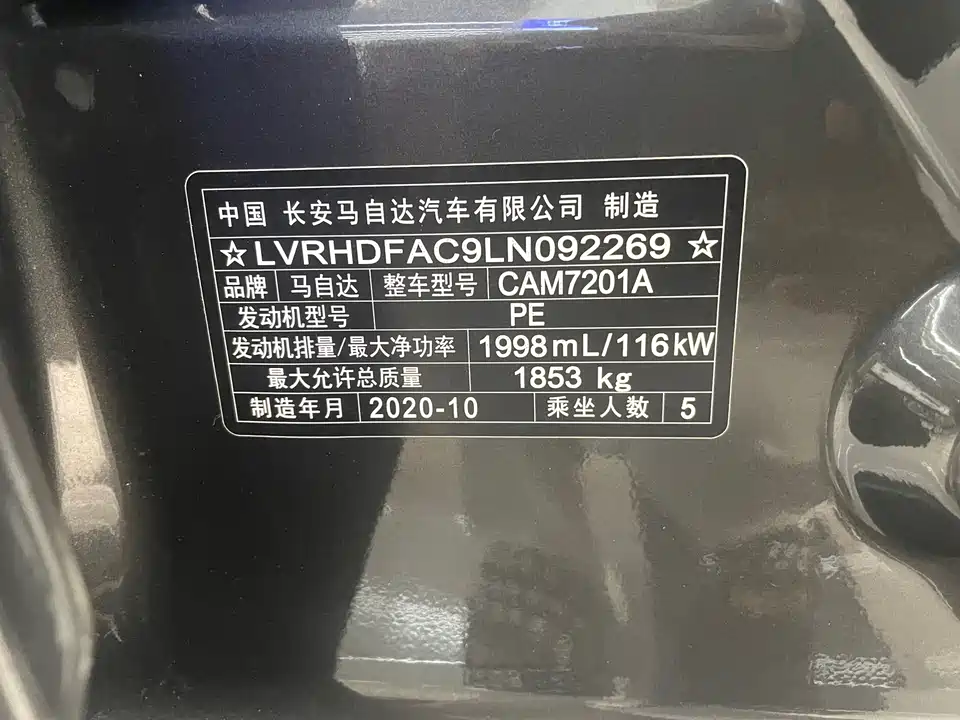 中国 长安马自达汽车有限公司 制造
☆LVRHDFAC9LN092269☆
品牌 马自达 整车型号 CAM7201A
发动机型号 PE
发动机排量/最大净功率 1998mL/116kW
最大允许总质量 1853 kg
制造年月 2020-10 乘坐人数 5